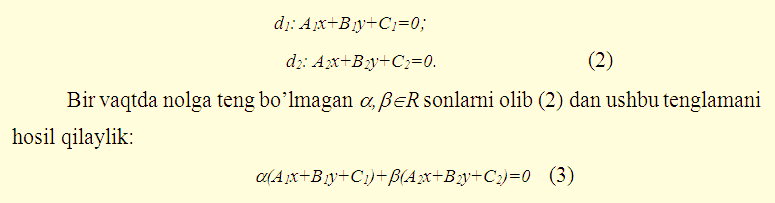 d₁: A₁x+B₁y+C₁=0;
d₂: A₂x+B₂y+C₂=0. (2)
Bir vaqtda nolga teng bo’lmagan α, β∈R sonlarni olib (2) dan ushbu tenglamani
hosil qilaylik:
α(A₁x+B₁y+C₁)+β(A₂x+B₂y+C₂)=0 (3)